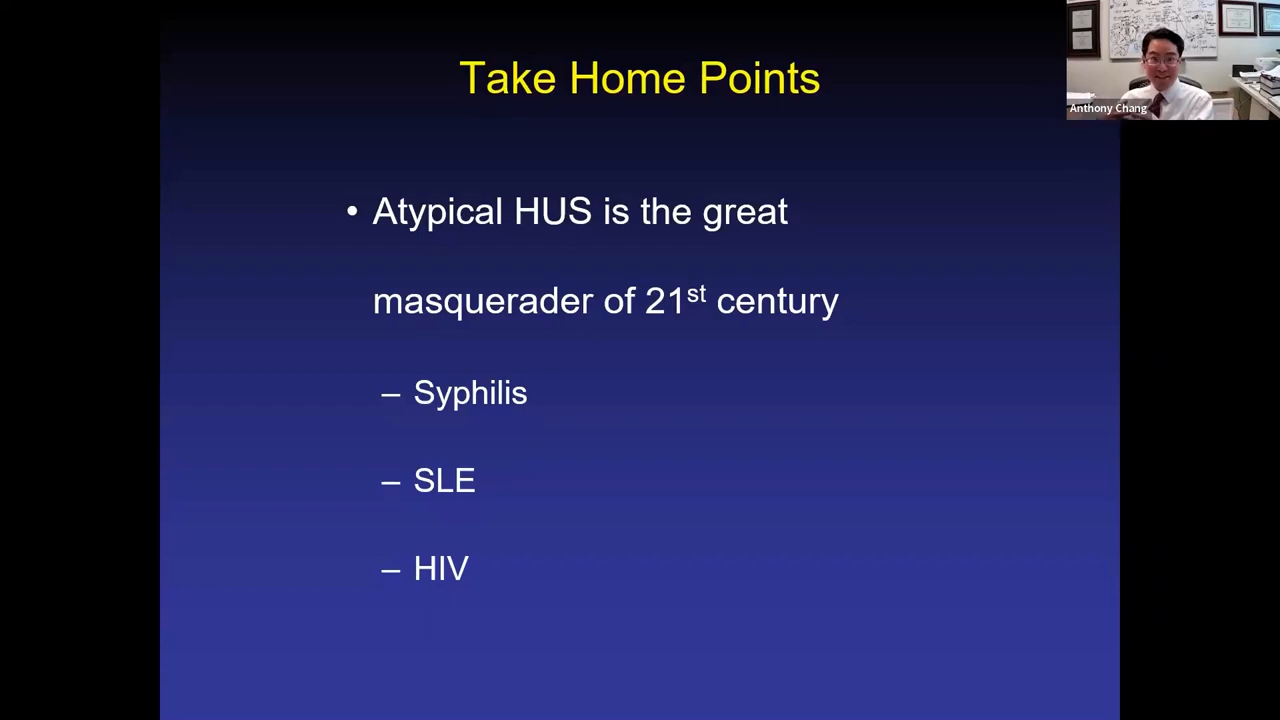 Take Home Points
Anthony Chang
• Atypical HUS is the great
masquerader of 21st century
– Syphilis
– SLE
– HIV